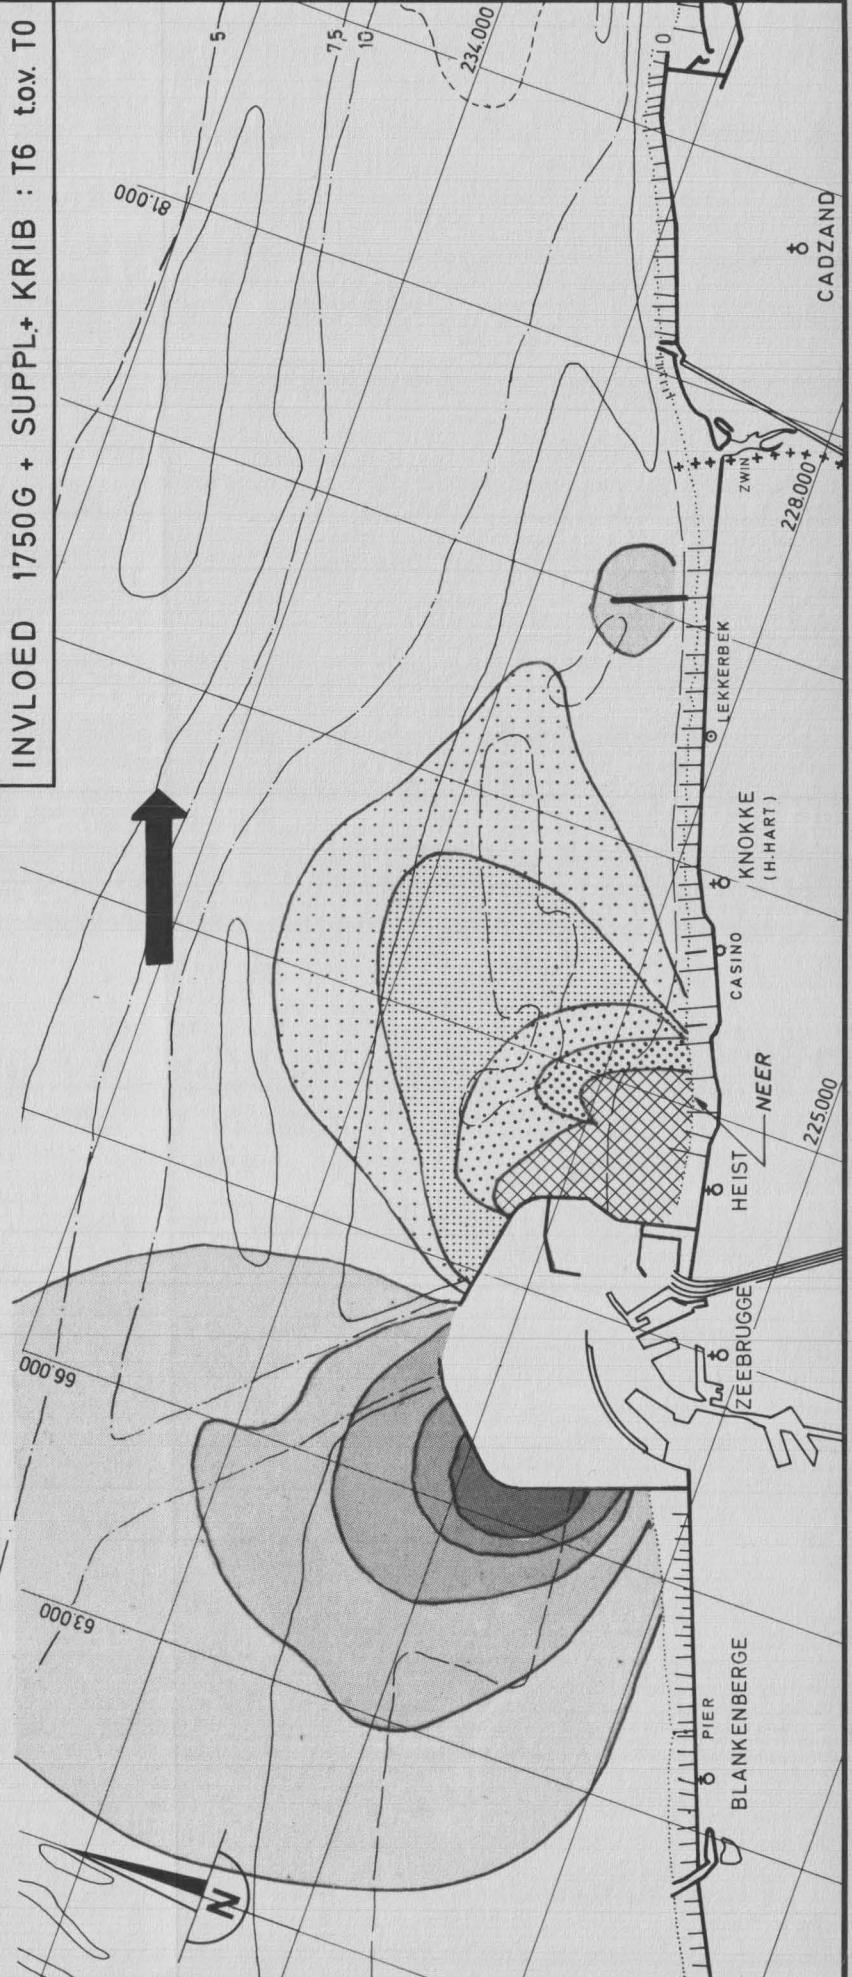 INVLOED 1750G + SUPPL.+ KRIB : T6 t.o.v. T0
5
7,5
10
234.000
0
81.000
CADZAND
ZWIN
228.000
LEKKERBEK
KNOKKE
(H.HART)
CASINO
NEER
225.000
HEIST
ZEEBRUGGE
66.000
63.000
PIER
BLANKENBERGE
N